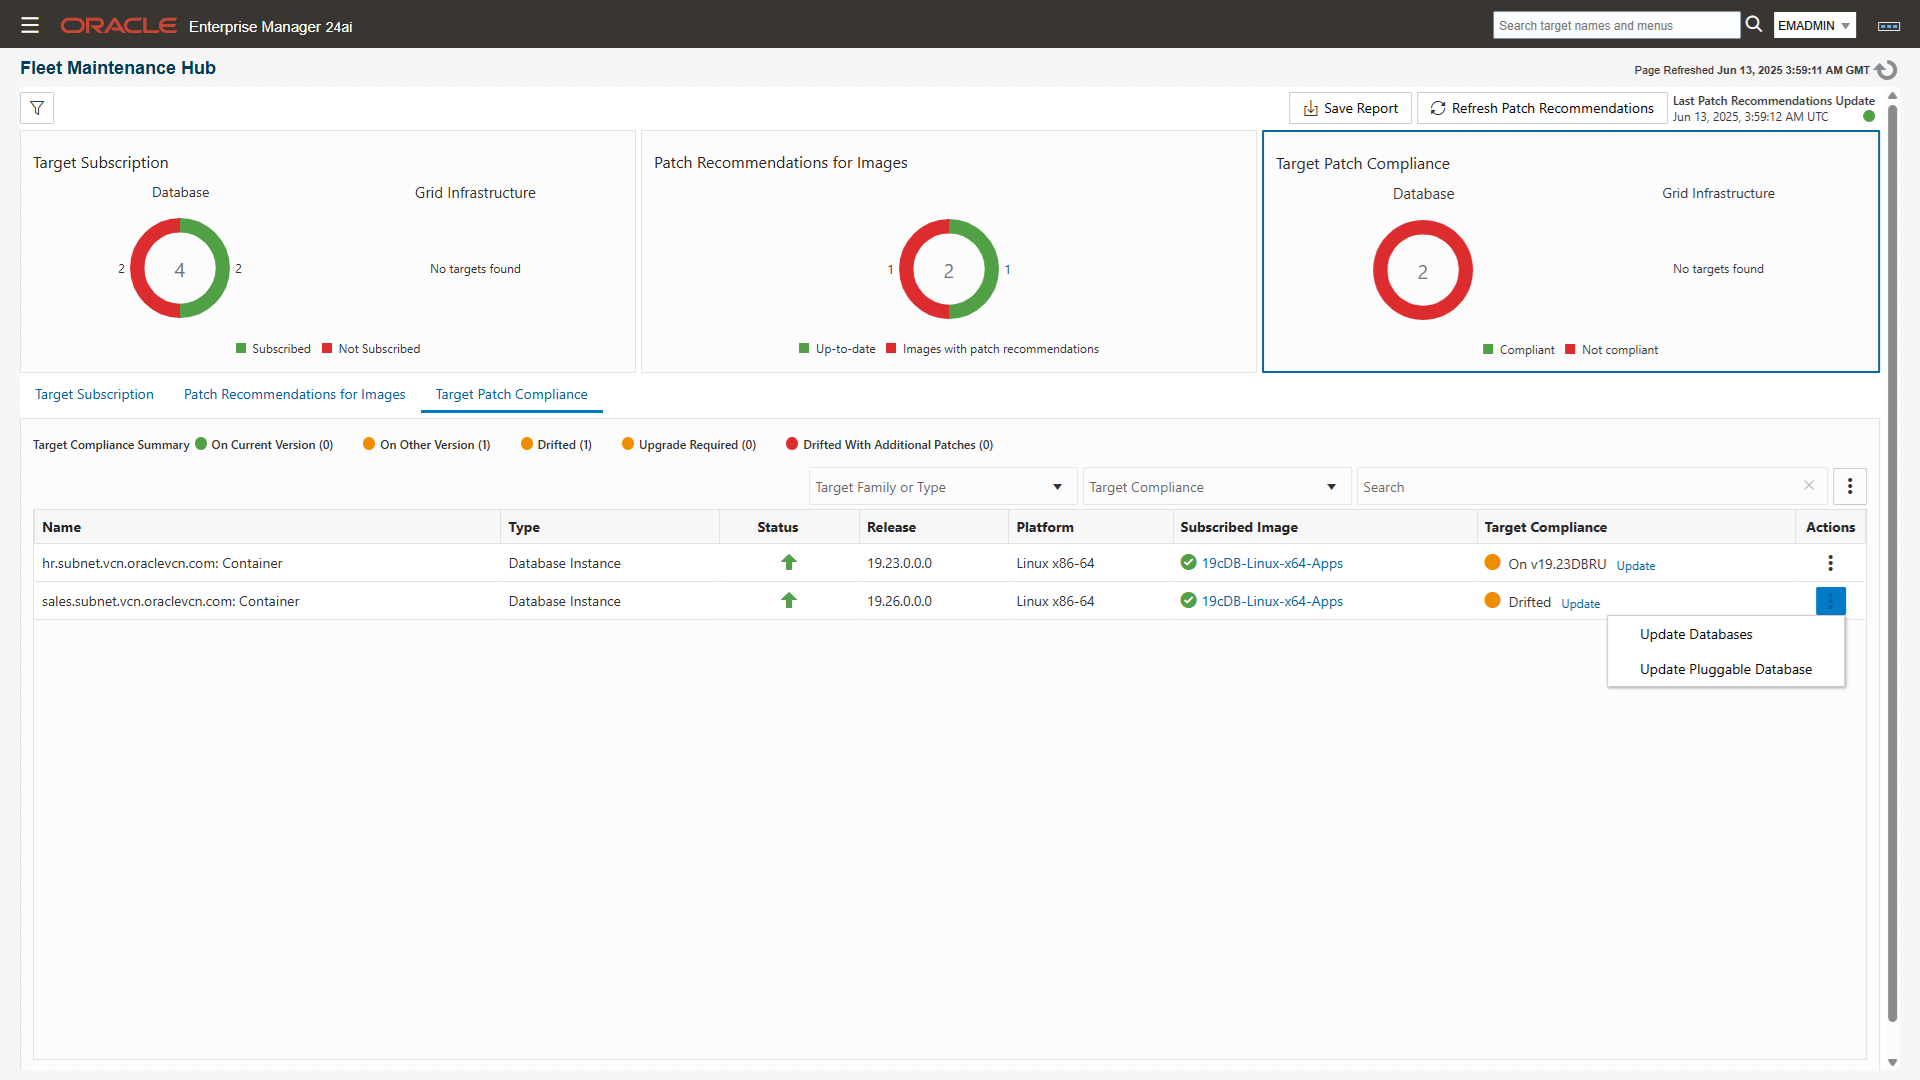 ORACLE Enterprise Manager 24ai
Search target names and menus
EMADMIN
Fleet Maintenance Hub
Page Refreshed Jun 13, 2025 3:59:11 AM GMT
Save Report
Refresh Patch Recommendations
Last Patch Recommendations Update
Jun 13, 2025, 3:59:12 AM UTC
Target Subscription
Database
Grid Infrastructure
2
4
2
No targets found
Subscribed
Not Subscribed
Patch Recommendations for Images
1
2
1
Up-to-date
Images with patch recommendations
Target Patch Compliance
Database
Grid Infrastructure
2
No targets found
Compliant
Not compliant
Target Subscription
Patch Recommendations for Images
Target Patch Compliance
Target Compliance Summary On Current Version (0) On Other Version (1) Drifted (1) Upgrade Required (0) Drifted With Additional Patches (0)
Target Family or Type
Target Compliance
Search
Name Type Status Release Platform Subscribed Image Target Compliance Actions
hr.subnet.vcn.oraclevcn.com: Container Database Instance 19.23.0.0.0 Linux x86-64 19cDB-Linux-x64-Apps On v19.23DBRU Update
sales.subnet.vcn.oraclevcn.com: Container Database Instance 19.26.0.0.0 Linux x86-64 19cDB-Linux-x64-Apps Drifted Update
Update Databases
Update Pluggable Database